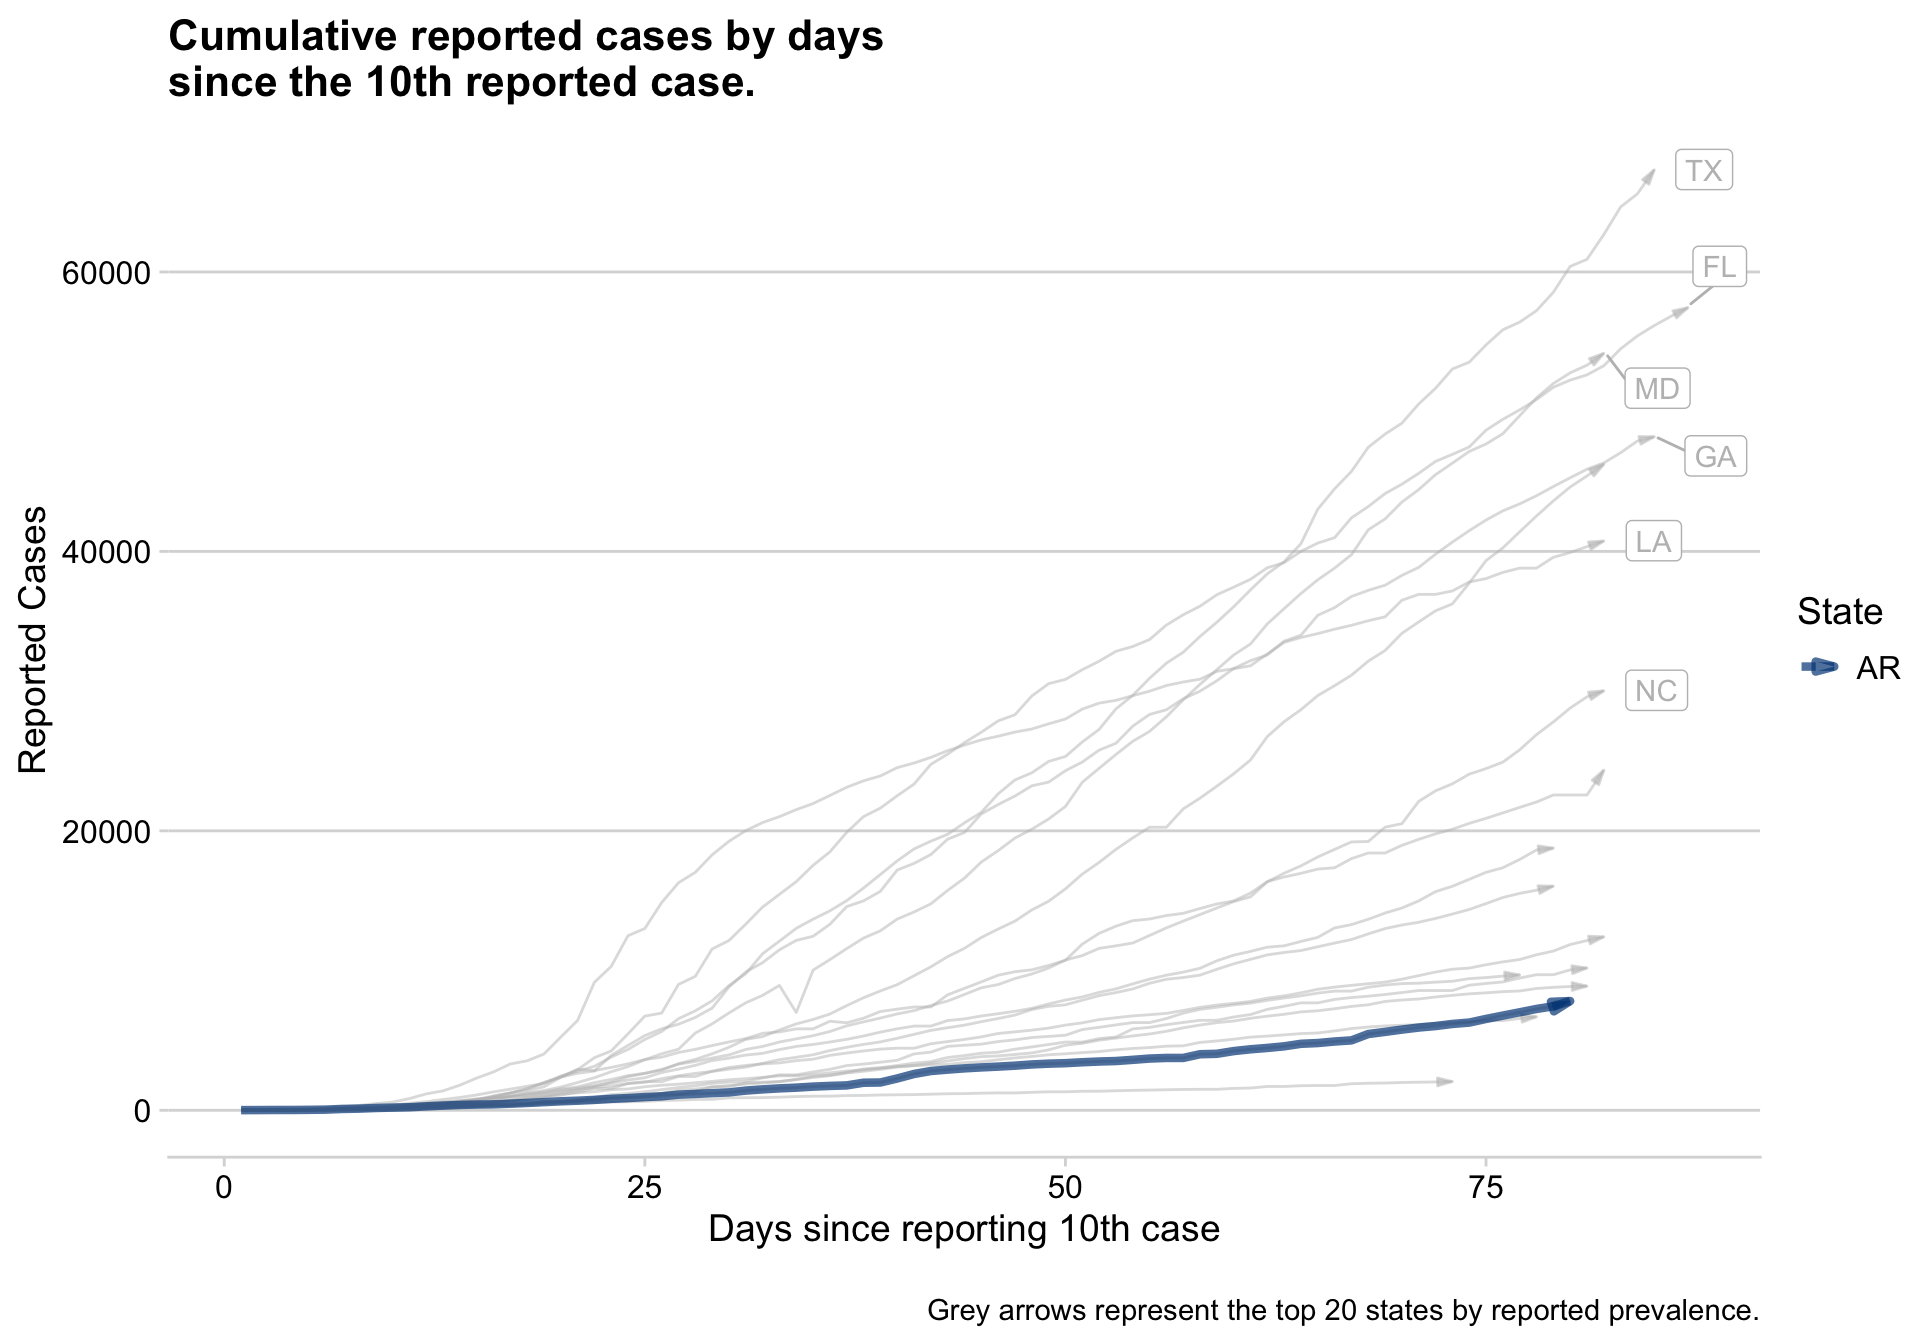 Cumulative reported cases by days
since the 10th reported case.
TX
FL
60000
MD
GA
LA
40000
Reported Cases
State
AR
NC
20000
0
0 25 50 75
Days since reporting 10th case
Grey arrows represent the top 20 states by reported prevalence.